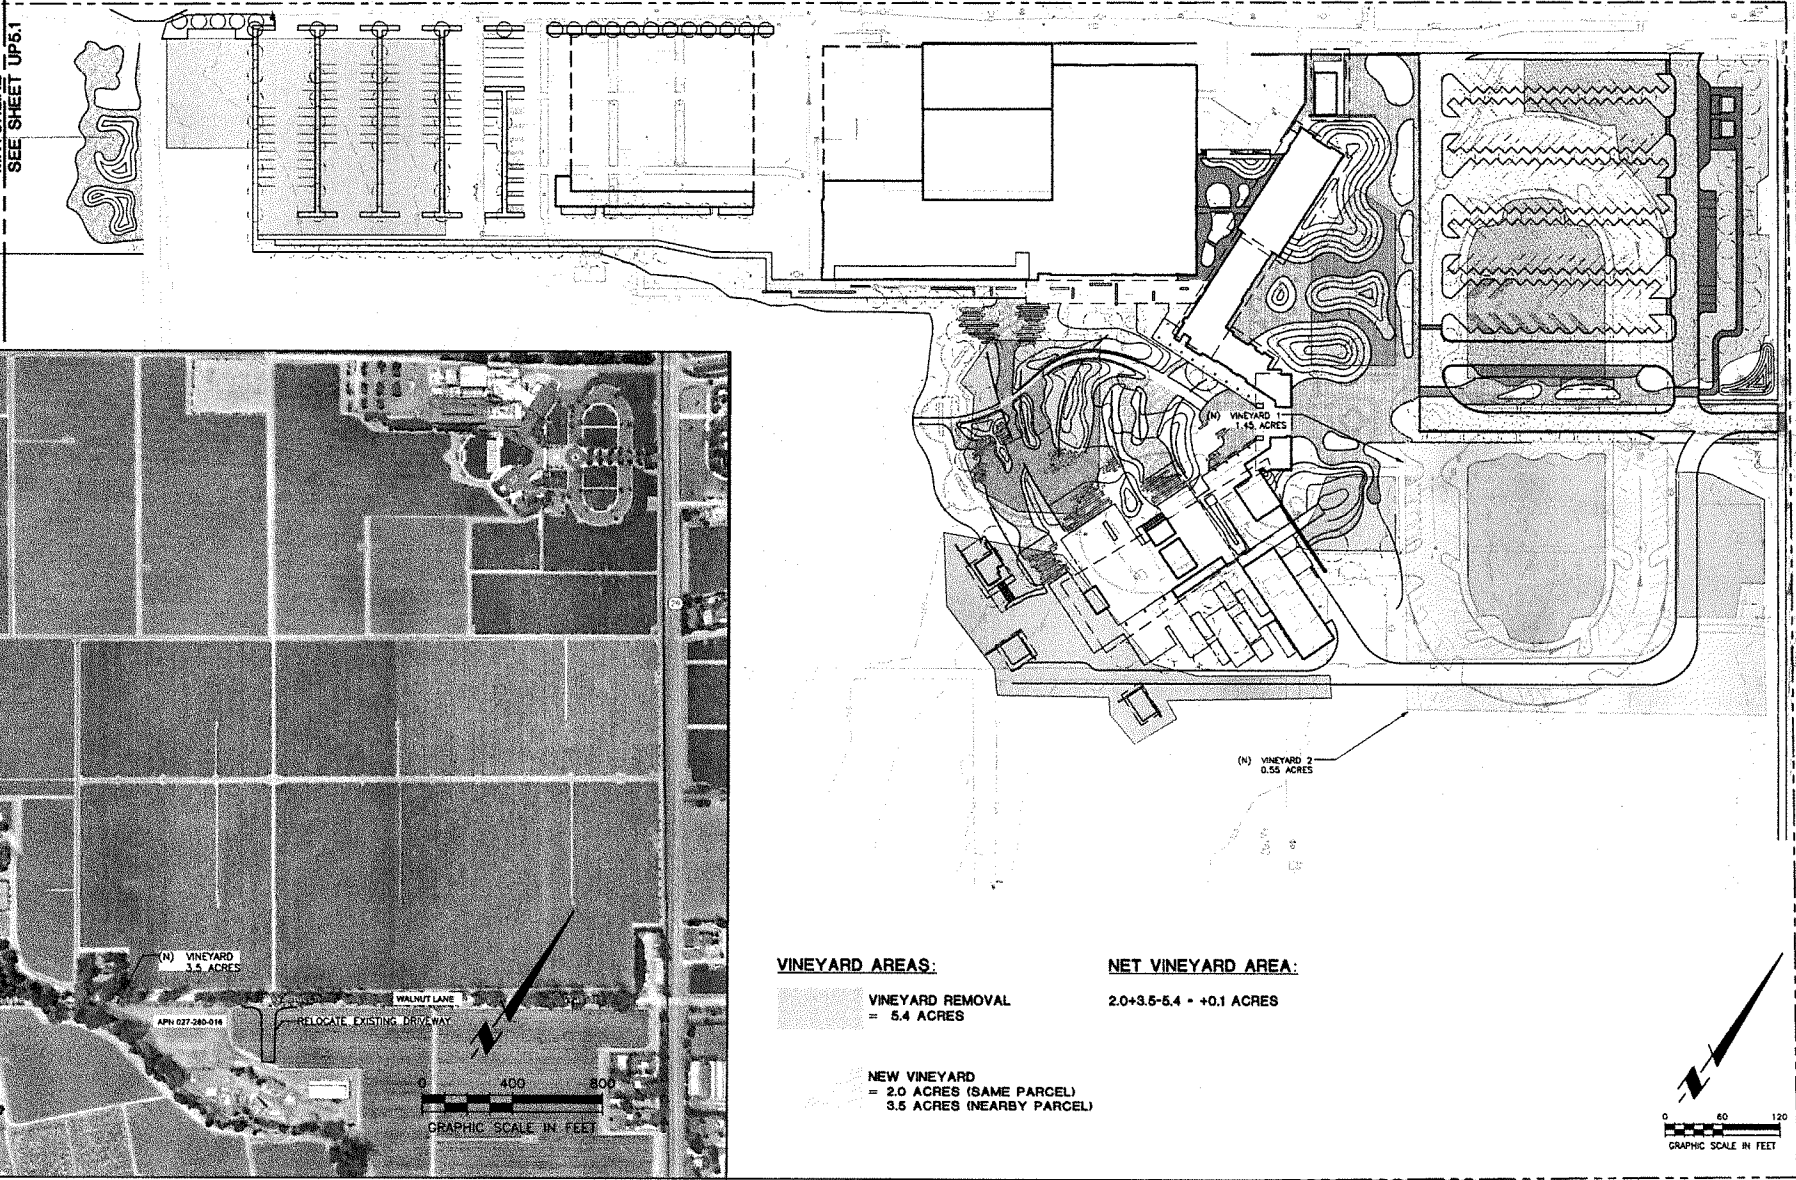 SEE SHEET UP5.1
(N) VINEYARD 1
1.45 ACRES
(N) VINEYARD 2
0.55 ACRES
29
(N) VINEYARD
3.5 ACRES
WALNUT LANE
APN 027-280-016
RELOCATE EXISTING DRIVEWAY
0 400 800
GRAPHIC SCALE IN FEET
VINEYARD AREAS:
VINEYARD REMOVAL
= 5.4 ACRES
NEW VINEYARD
= 2.0 ACRES (SAME PARCEL)
3.5 ACRES (NEARBY PARCEL)
NET VINEYARD AREA:
2.0+3.5-5.4 = +0.1 ACRES
0 60 120
GRAPHIC SCALE IN FEET